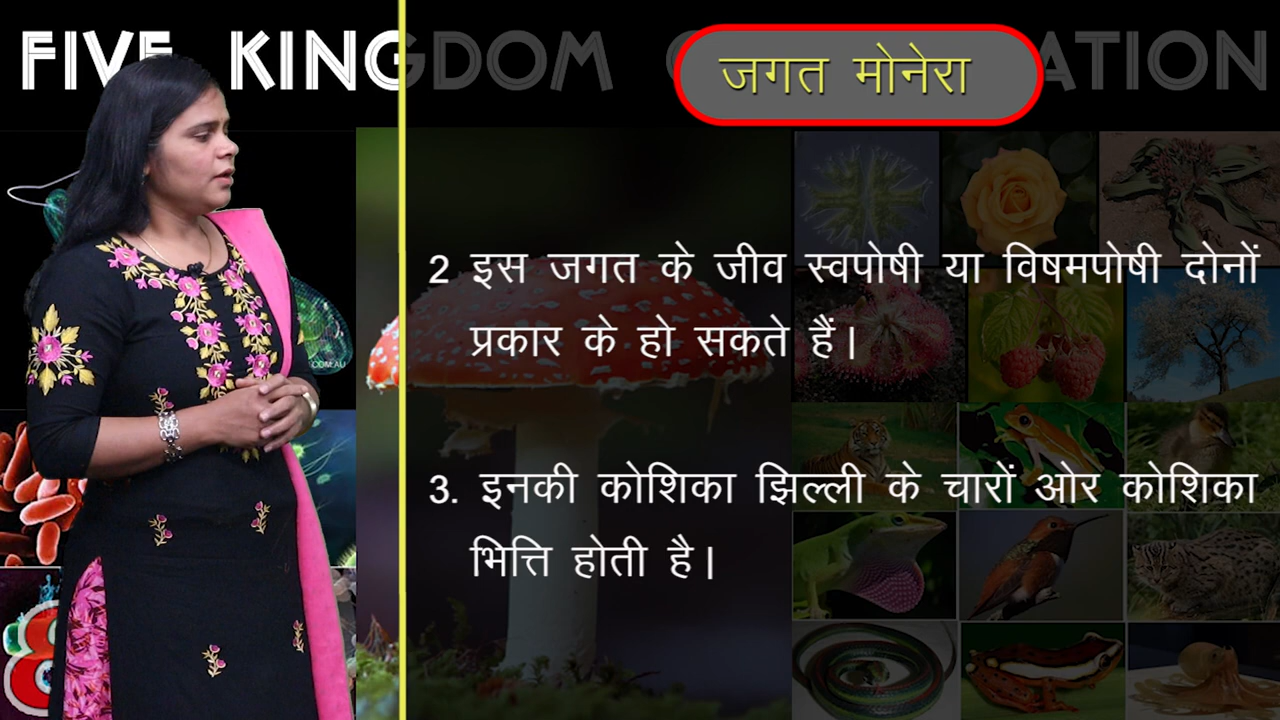 FIVE KINGDOM ATION
जगत मोनेरा
2 इस जगत के जीव स्वपोषी या विषमपोषी दोनों
प्रकार के हो सकते हैं।
3. इनकी कोशिका झिल्ली के चारों ओर कोशिका
भित्ति होती है।